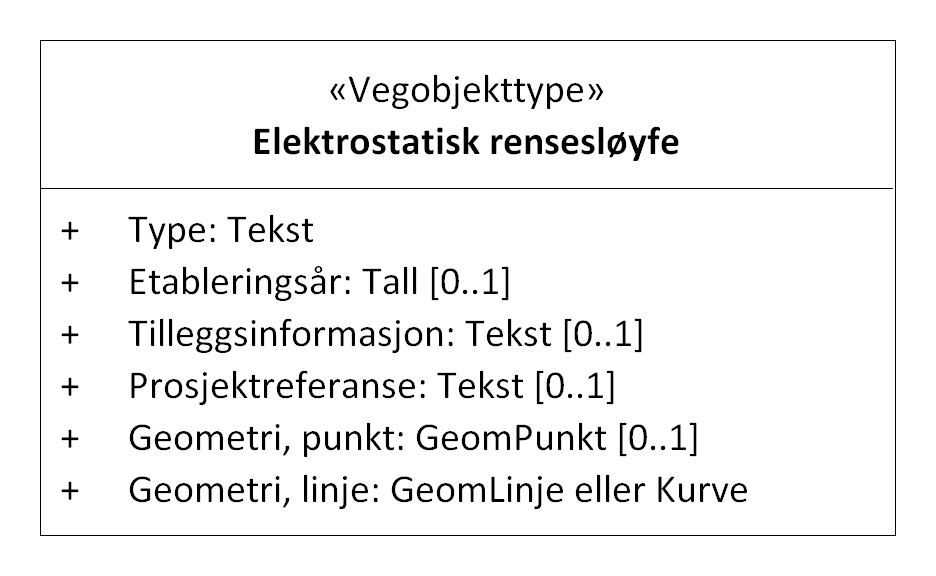 «Vegobjekttype»
Elektrostatisk rensesløyfe
+ Type: Tekst
+ Etableringsår: Tall [0..1]
+ Tilleggsinformasjon: Tekst [0..1]
+ Prosjektreferanse: Tekst [0..1]
+ Geometri, punkt: GeomPunkt [0..1]
+ Geometri, linje: GeomLinje eller Kurve